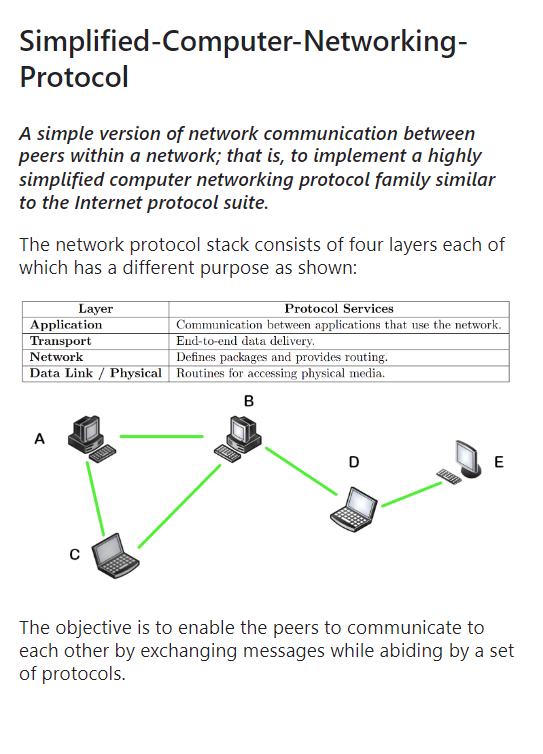 Simplified-Computer-Networking-
Protocol
A simple version of network communication between
peers within a network; that is, to implement a highly
simplified computer networking protocol family similar
to the Internet protocol suite.
The network protocol stack consists of four layers each of
which has a different purpose as shown:
Layer Protocol Services
Application Communication between applications that use the network.
Transport End-to-end data delivery.
Network Defines packages and provides routing.
Data Link / Physical Routines for accessing physical media.
B
A
D
E
C
The objective is to enable the peers to communicate to
each other by exchanging messages while abiding by a set
of protocols.